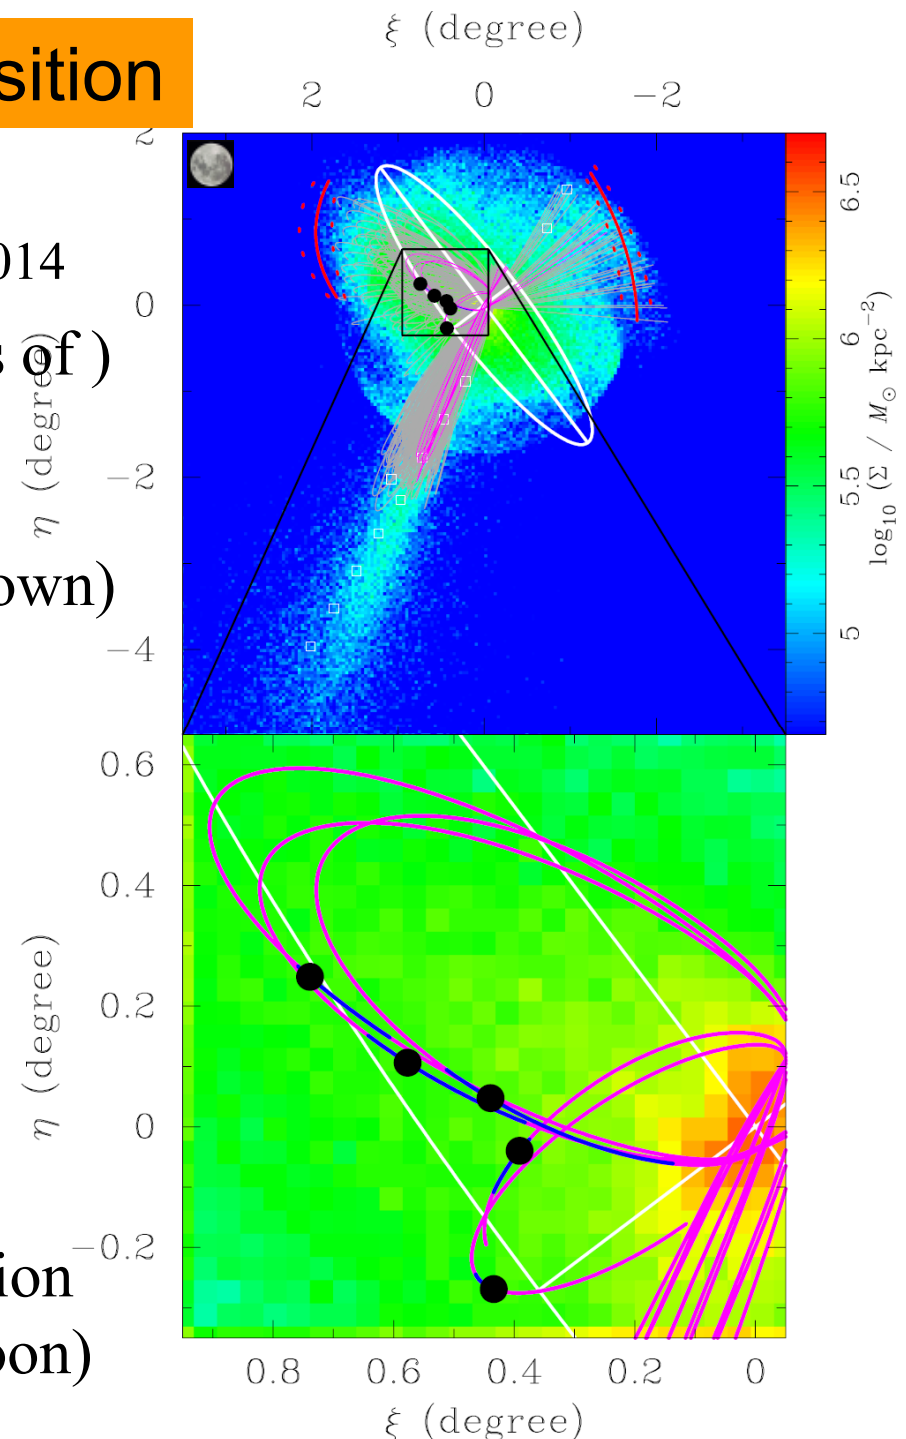 sition
014
s of )
own)
ion
oon)
ξ (degree)
2 0 −2
2
0
−2
−4
η (degree)
6.5
6
5.5
5
log10 (Σ / M⊙ kpc−2)
0.6
0.4
0.2
0
−0.2
η (degree)
0.8 0.6 0.4 0.2 0
ξ (degree)